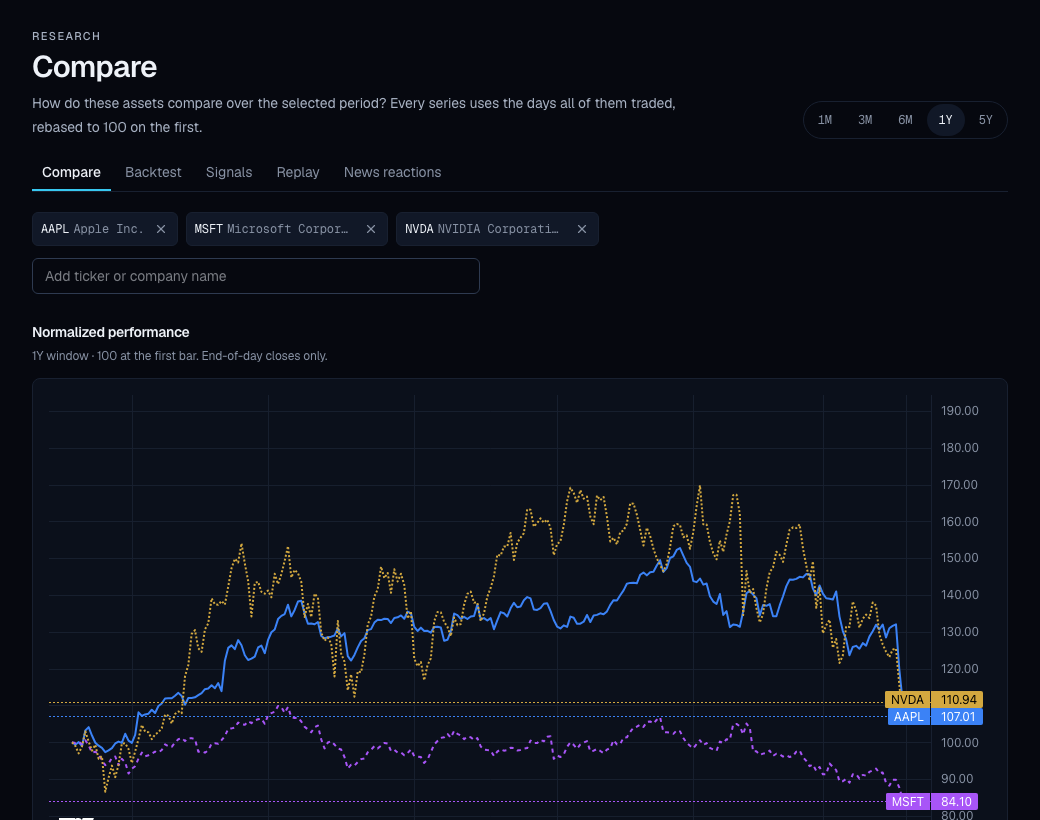 RESEARCH
Compare
How do these assets compare over the selected period? Every series uses the days all of them traded,
rebased to 100 on the first.
1M 3M 6M 1Y 5Y
Compare Backtest Signals Replay News reactions
AAPL Apple Inc. × MSFT Microsoft Corpor… × NVDA NVIDIA Corporati… ×
Add ticker or company name
Normalized performance
1Y window · 100 at the first bar. End-of-day closes only.
190.00
180.00
170.00
160.00
150.00
140.00
130.00
120.00
NVDA 110.94
AAPL 107.01
100.00
90.00
MSFT 84.10
80.00